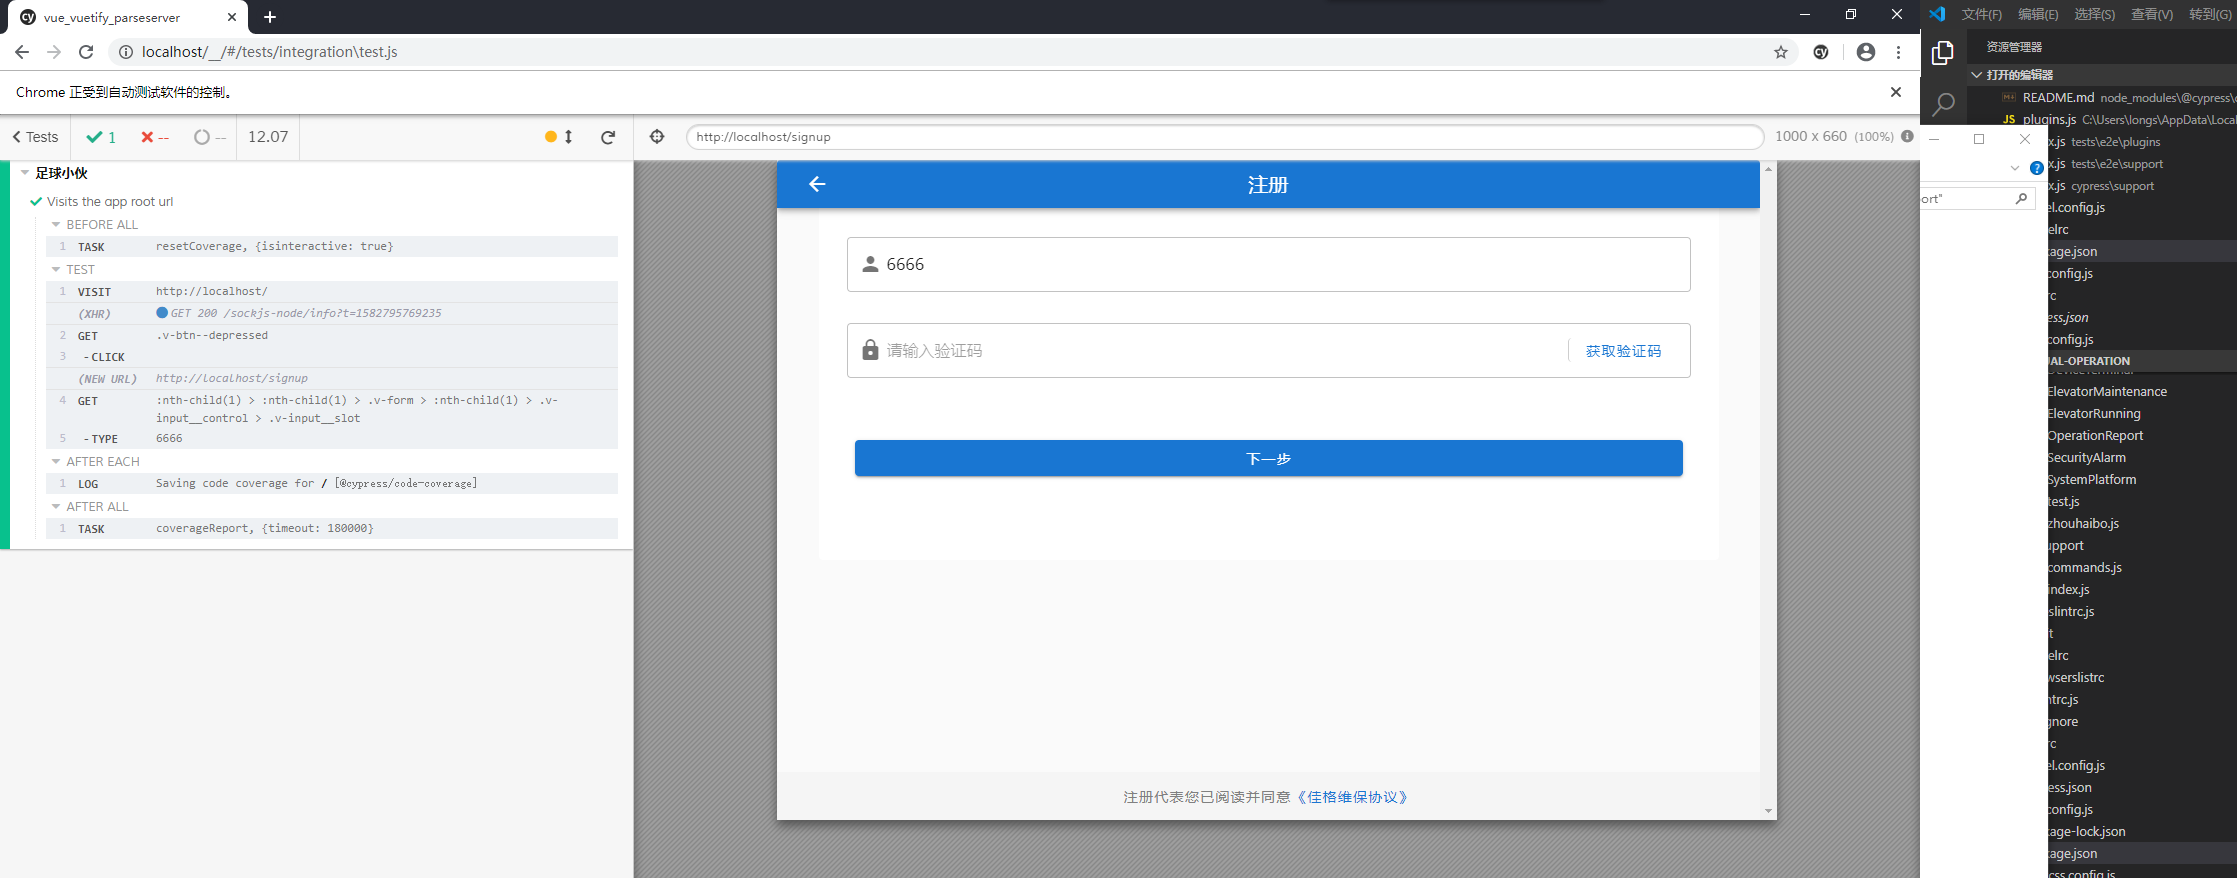 vue_vuetify_parseserver
localhost/__/#/tests/integration\test.js
Chrome 正受到自动测试软件的控制。
Tests
1
--
--
12.07
http://localhost/signup
1000 x 660 (100%)
足球小伙
Visits the app root url
BEFORE ALL
1 TASK resetCoverage, {isinteractive: true}
TEST
1 VISIT http://localhost/
(XHR) GET 200 /sockjs-node/info?t=1582795769235
2 GET .v-btn--depressed
3 -CLICK
(NEW URL) http://localhost/signup
4 GET :nth-child(1) > :nth-child(1) > .v-form > :nth-child(1) > .v-
input__control > .v-input__slot
5 -TYPE 6666
AFTER EACH
1 LOG Saving code coverage for / [@cypress/code-coverage]
AFTER ALL
1 TASK coverageReport, {timeout: 180000}
注册
6666
请输入验证码 获取验证码
下一步
注册代表您已阅读并同意《佳格维保协议》
文件(F) 编辑(E) 选择(S) 查看(V) 转到(G)
资源管理器
打开的编辑器
README.md node_modules\@cypress\
JS plugins.js C:\Users\longs\AppData\Local
x.js tests\e2e\plugins
x.js tests\e2e\support
x.js cypress\support
ort"
el.config.js
elrc
age.json
config.js
rc
ess.json
config.js
UAL-OPERATION
ElevatorMaintenance
ElevatorRunning
OperationReport
SecurityAlarm
SystemPlatform
test.js
zhouhaibo.js
upport
commands.js
index.js
slintrc.js
t
elrc
wserslistrc
ntrc.js
gnore
rc
el.config.js
ess.json
config.js
age-lock.json
age.json
css.config.js